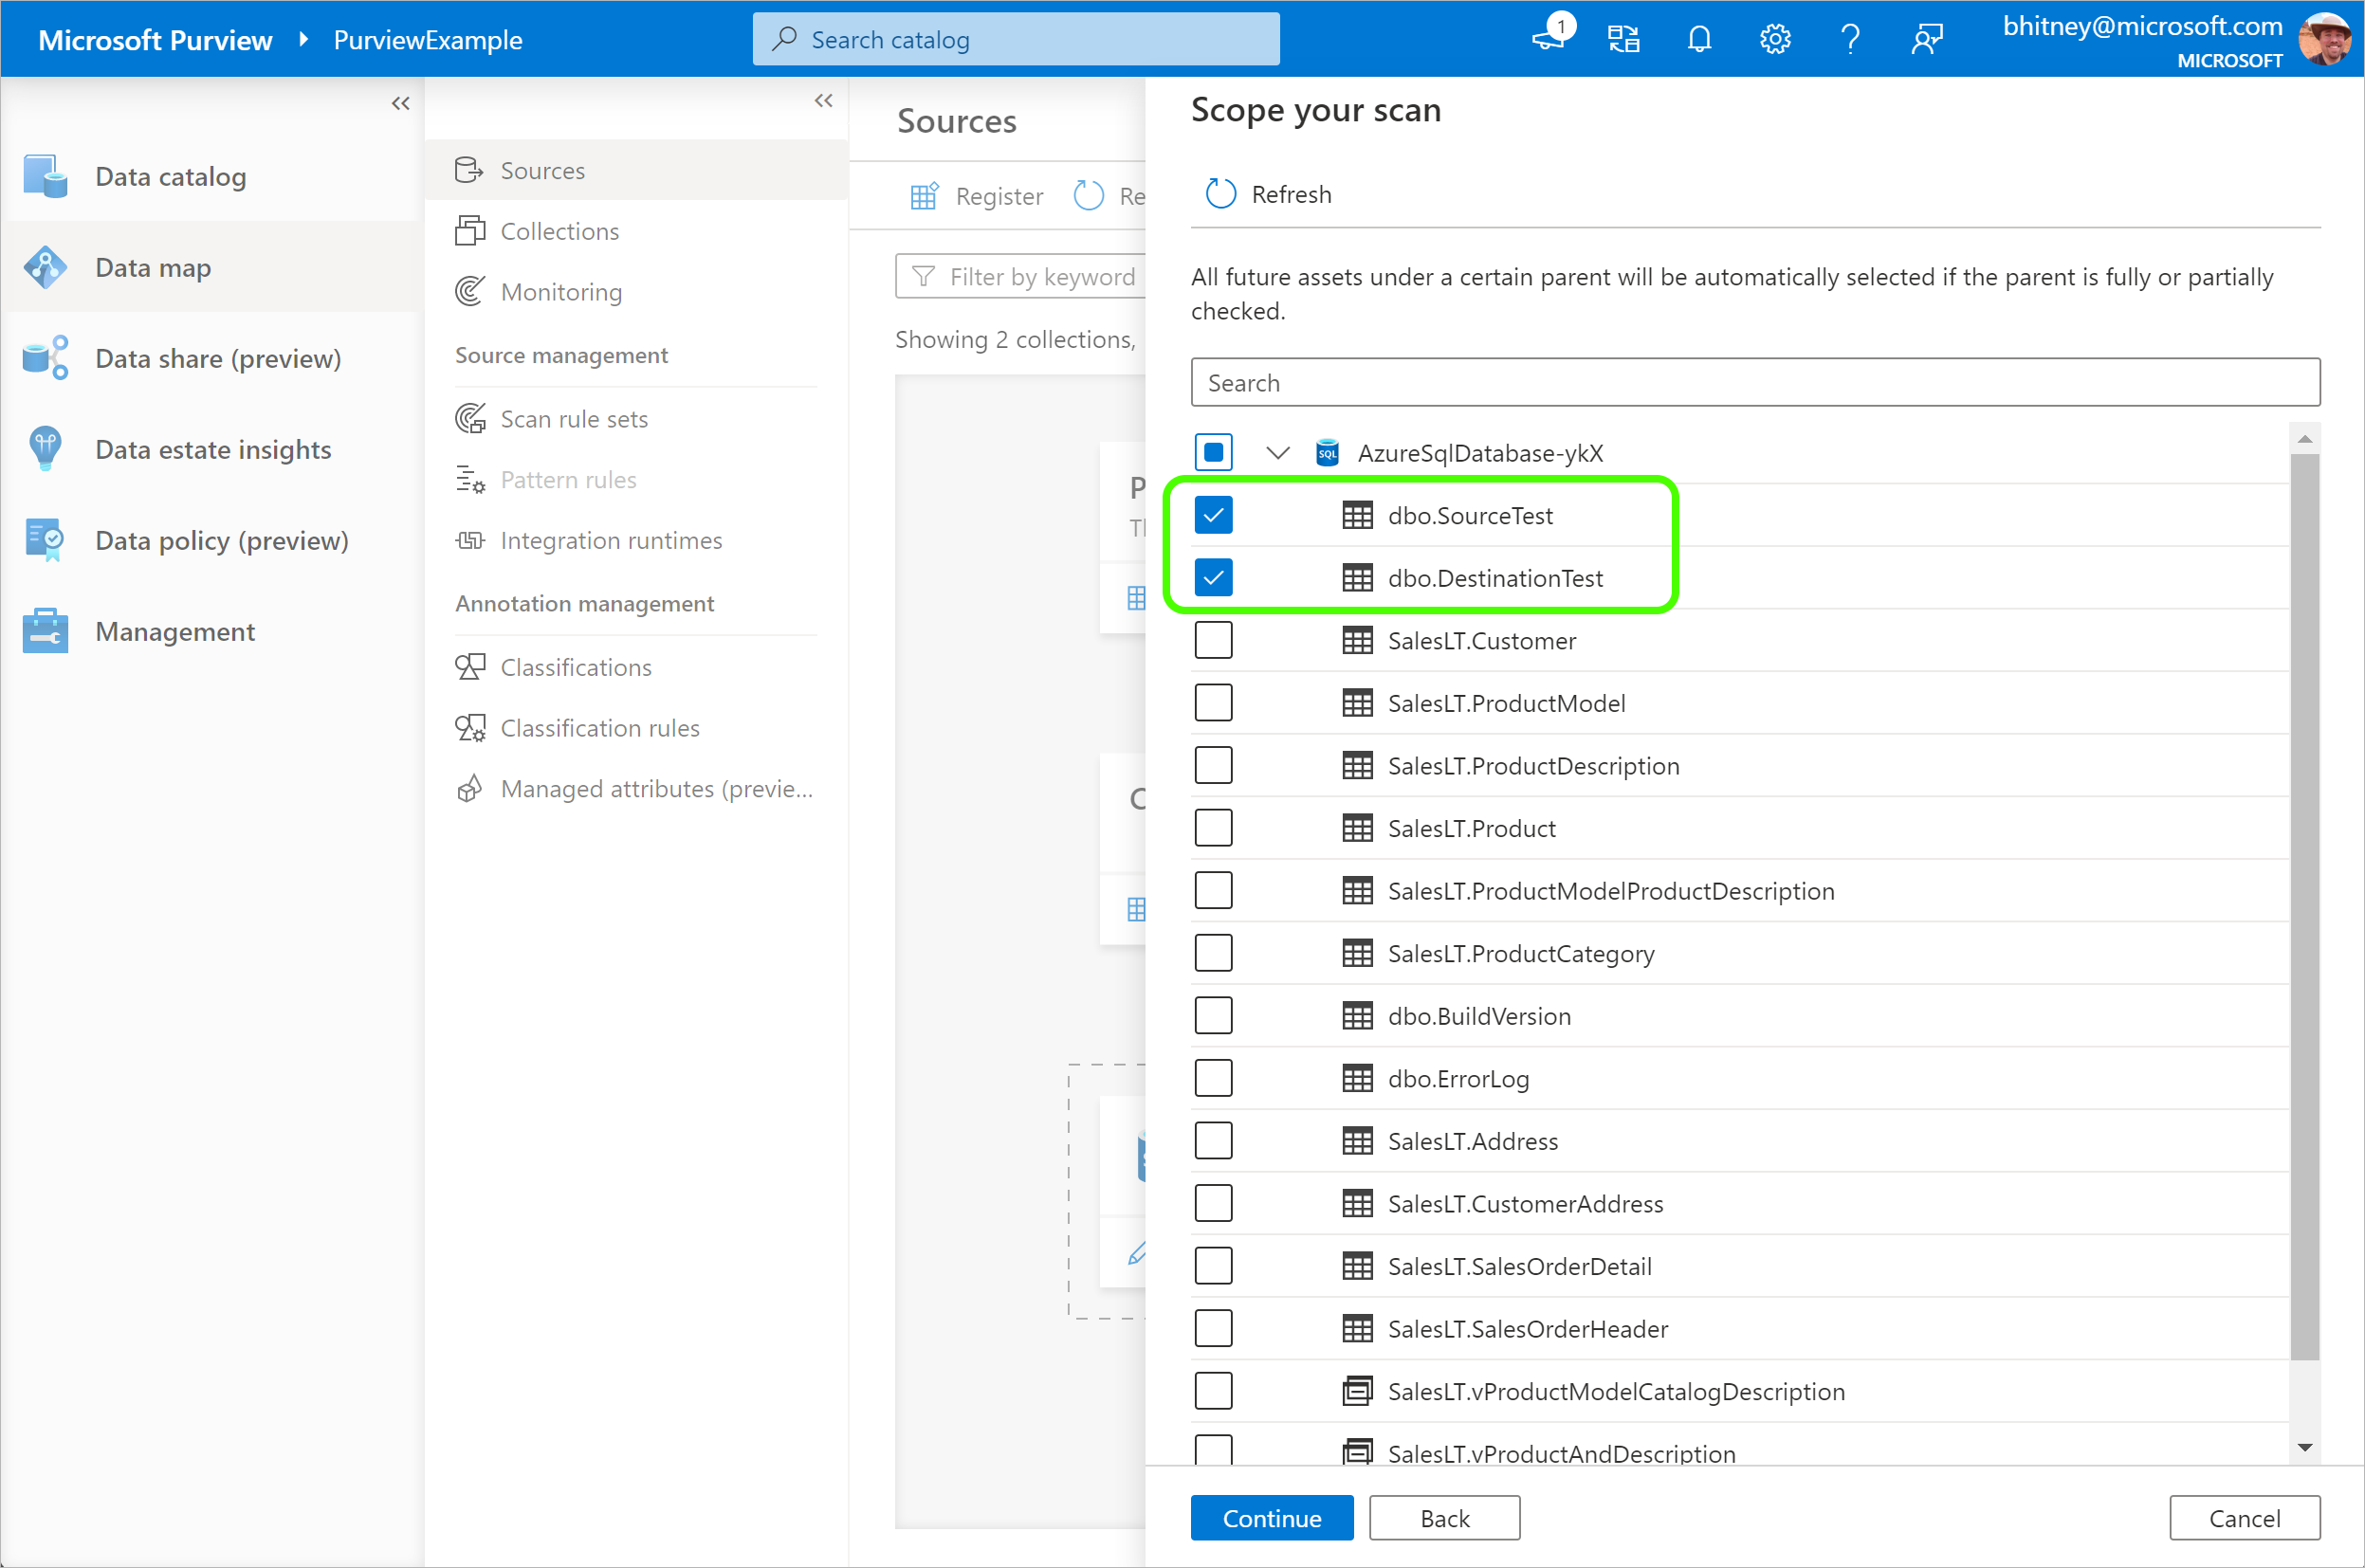 Microsoft Purview
PurviewExample
Search catalog
1
bhitney@microsoft.com
MICROSOFT
Data catalog
Data map
Data share (preview)
Data estate insights
Data policy (preview)
Management
Sources
Collections
Monitoring
Source management
Scan rule sets
Pattern rules
Integration runtimes
Annotation management
Classifications
Classification rules
Managed attributes (previe...
Sources
Register
Re
Filter by keyword
Showing 2 collections,
P
Th
C
Scope your scan
Refresh
All future assets under a certain parent will be automatically selected if the parent is fully or partially
checked.
Search
SQL AzureSqlDatabase-ykX
dbo.SourceTest
dbo.DestinationTest
SalesLT.Customer
SalesLT.ProductModel
SalesLT.ProductDescription
SalesLT.Product
SalesLT.ProductModelProductDescription
SalesLT.ProductCategory
dbo.BuildVersion
dbo.ErrorLog
SalesLT.Address
SalesLT.CustomerAddress
SalesLT.SalesOrderDetail
SalesLT.SalesOrderHeader
SalesLT.vProductModelCatalogDescription
SalesLT.vProductAndDescription
Continue
Back
Cancel